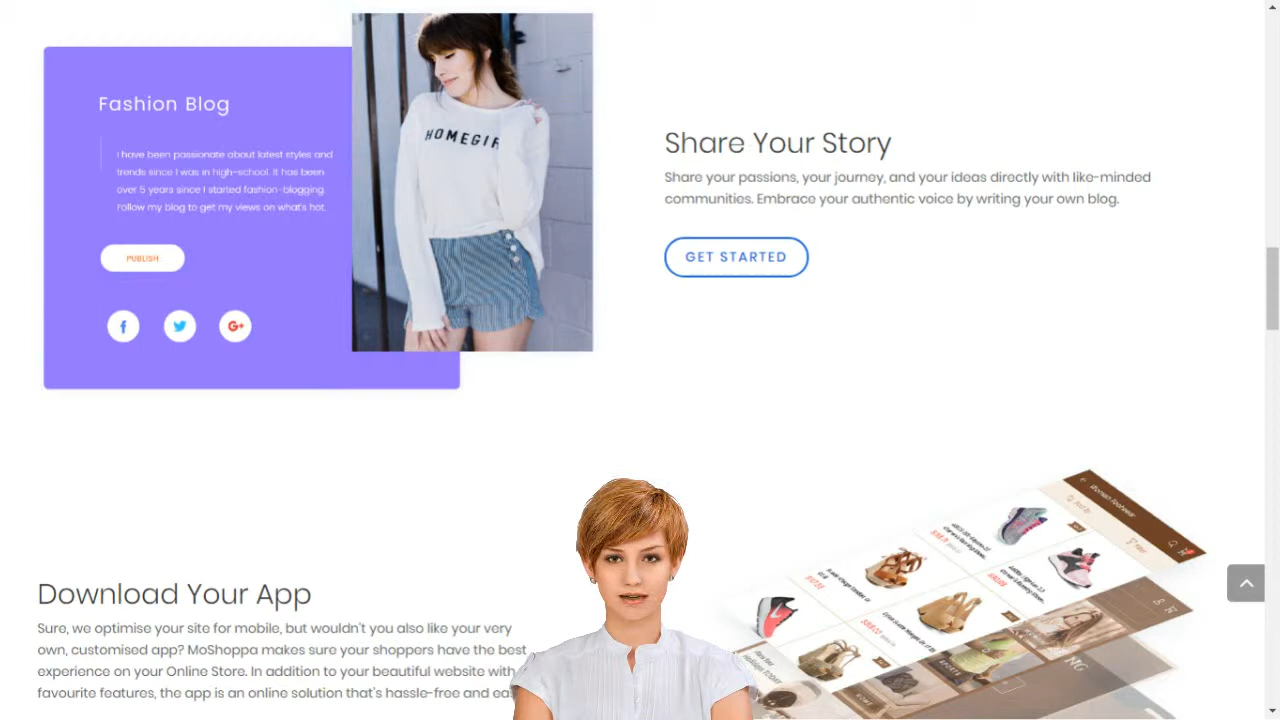 Fashion Blog
I have been passionate about latest styles and
trends since I was in high-school. It has been
over 5 years since I started fashion-blogging.
Follow my blog to get my views on what's hot.
PUBLISH
HOMEGIR
Share Your Story
Share your passions, your journey, and your ideas directly with like-minded
communities. Embrace your authentic voice by writing your own blog.
GET STARTED
Download Your App
Sure, we optimise your site for mobile, but wouldn't you also like your very
own, customised app? MoShoppa makes sure your shoppers have the best
experience on your Online Store. In addition to your beautiful website with
favourite features, the app is an online solution that's hassle-free and
Women Footwear
Sort By
Filter